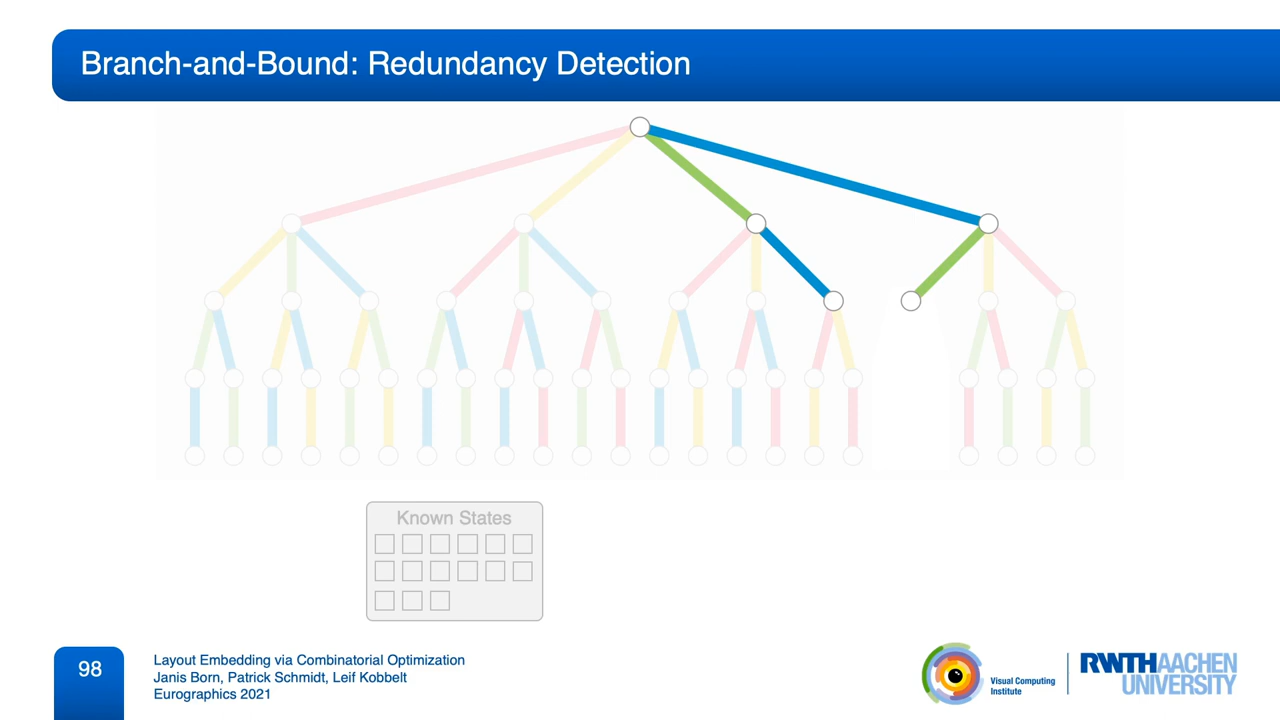 Branch-and-Bound: Redundancy Detection
Known States
98
Layout Embedding via Combinatorial Optimization
Janis Born, Patrick Schmidt, Leif Kobbelt
Eurographics 2021
Visual Computing
Institute
RWTHAACHEN
UNIVERSITY